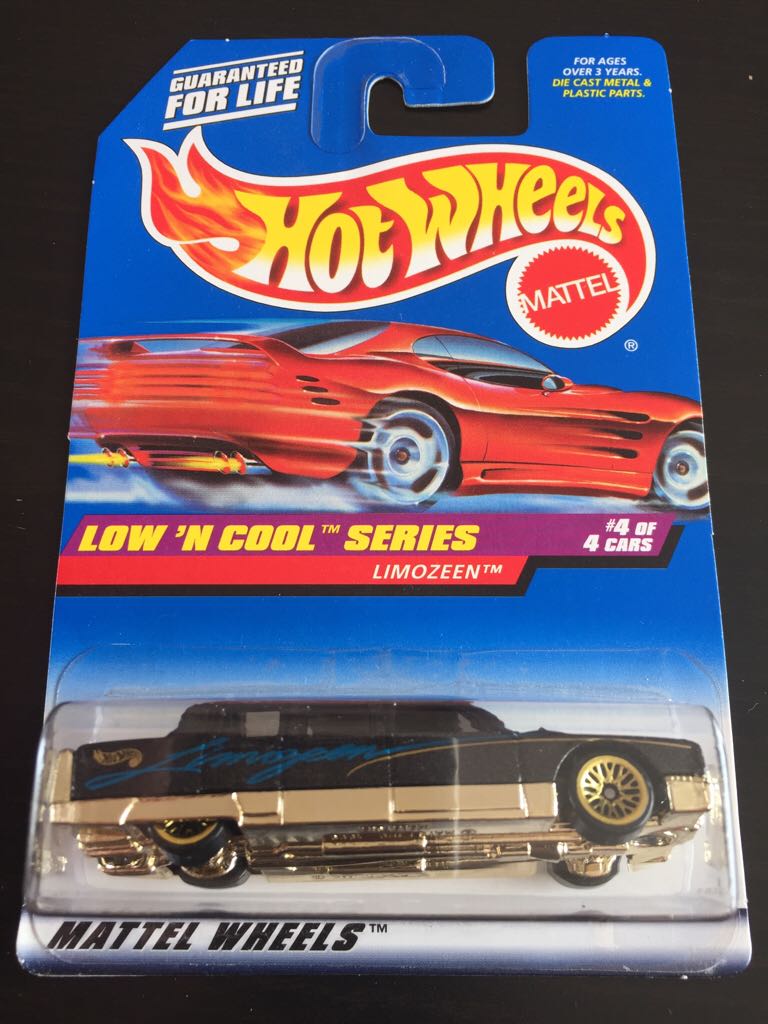 GUARANTEED
FOR LIFE
FOR AGES
OVER 3 YEARS.
DIE CAST METAL &
PLASTIC PARTS.
HOT WHEELS
MATTEL
®
LOW 'N COOL™ SERIES
#4 OF
4 CARS
LIMOZEEN™
Limozeen
MATTEL WHEELS™